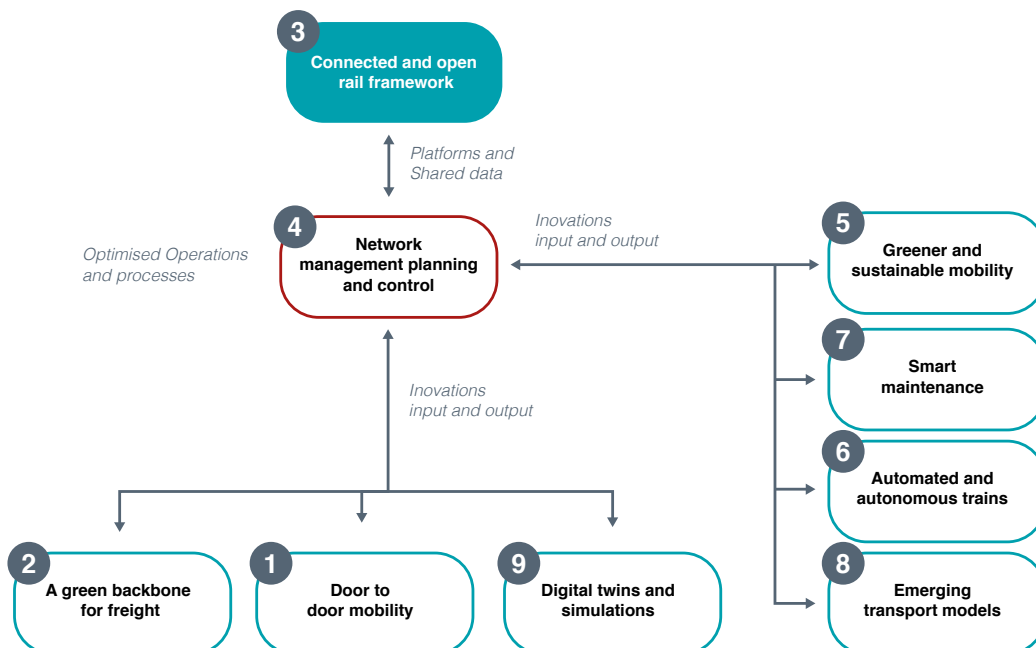 3
Connected and open
rail framework
Platforms and
Shared data
4
Network
management planning
and control
Optimised Operations
and processes
Inovations
input and output
5
Greener and
sustainable mobility
7
Smart
maintenance
Inovations
input and output
6
Automated and
autonomous trains
2
A green backbone
for freight
1
Door to
door mobility
9
Digital twins and
simulations
8
Emerging
transport models